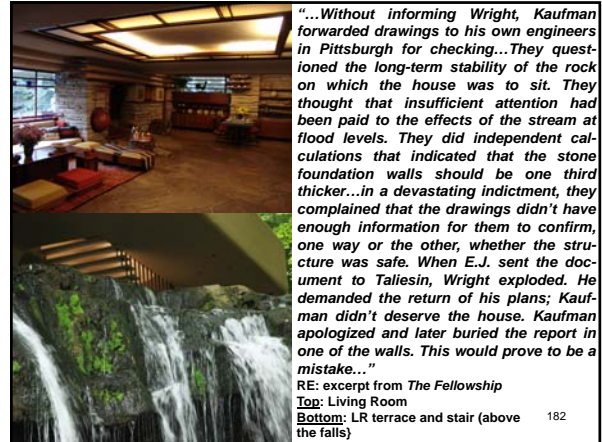 “…Without informing Wright, Kaufman
forwarded drawings to his own engineers
in Pittsburgh for checking…They quest-
ioned the long-term stability of the rock
on which the house was to sit. They
thought that insufficient attention had
been paid to the effects of the stream at
flood levels. They did independent cal-
culations that indicated that the stone
foundation walls should be one third
thicker…in a devastating indictment, they
complained that the drawings didn’t have
enough information for them to confirm,
one way or the other, whether the stru-
cture was safe. When E.J. sent the doc-
ument to Taliesin, Wright exploded. He
demanded the return of his plans; Kauf-
man didn’t deserve the house. Kaufman
apologized and later buried the report in
one of the walls. This would prove to be a
mistake…”
RE: excerpt from The Fellowship
Top: Living Room
Bottom: LR terrace and stair (above
the falls}
182